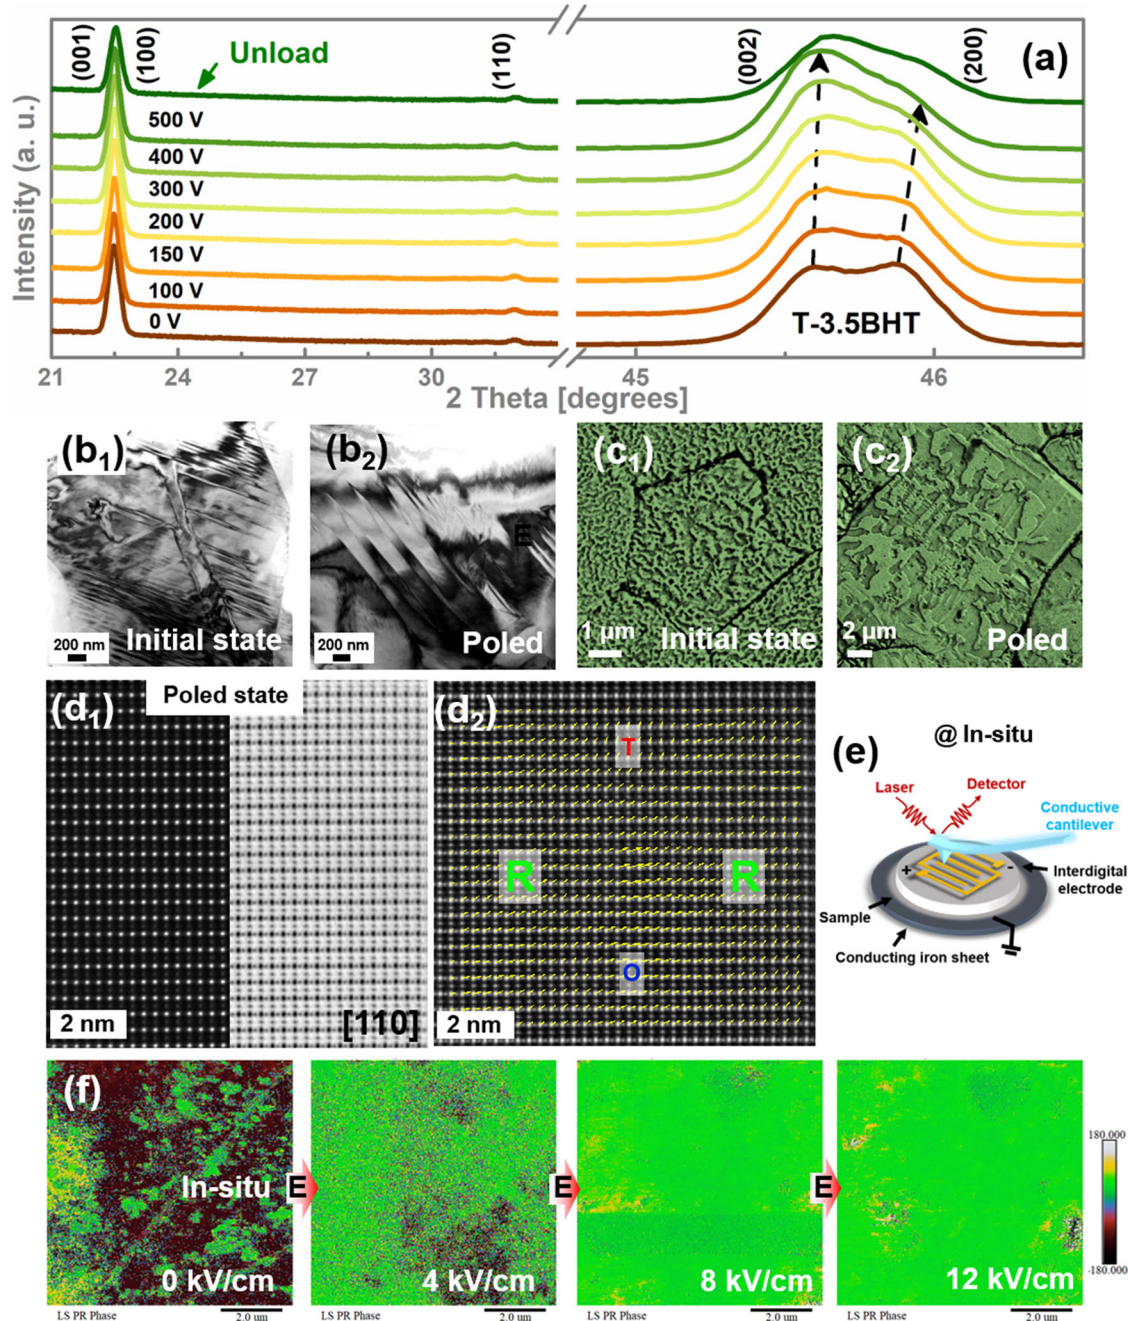 (a)
Intensity (a. u.)
(001)
(100)
Unload
(110)
(002)
(200)
500 V
400 V
300 V
200 V
150 V
100 V
0 V
T-3.5BHT
21 24 27 30 45 46
2 Theta [degrees]
(b1)
200 nm
Initial state
(b2)
200 nm
Poled
(c1)
1 μm
Initial state
(c2)
2 μm
Poled
Poled state
(d1)
2 nm
[110]
(d2)
T
R
R
O
2 nm
(e)
@ In-situ
Laser
Detector
Conductive
cantilever
+
-
Interdigital
electrode
Sample
Conducting iron sheet
(f)
In-situ
0 kV/cm
LS PR Phase
2.0 um
E
4 kV/cm
LS PR Phase
2.0 um
E
8 kV/cm
LS PR Phase
2.0 um
E
12 kV/cm
LS PR Phase
2.0 um
180.000
-180.000